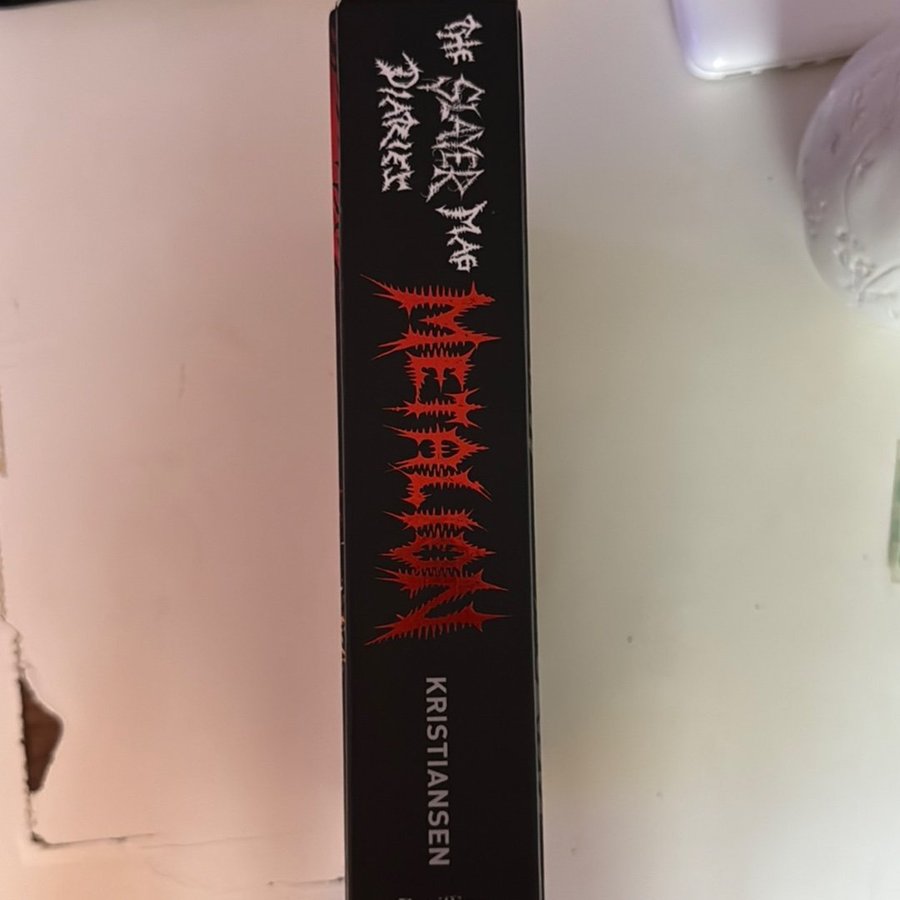 THE SLAYER MAG
DIARIES
METALION
KRISTIANSEN